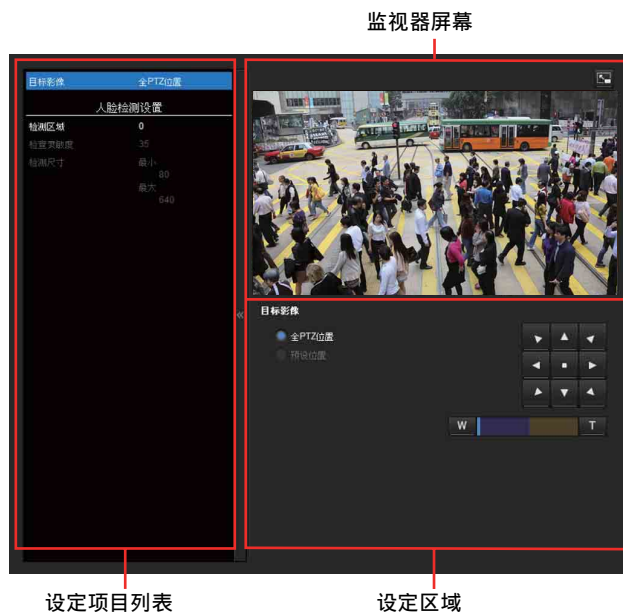 监视器屏幕
目标影像 全PTZ位置
人脸检测设置
检测区域 0
检查灵敏度 35
检测尺寸 最小
80
最大
640
«
目标影像
全PTZ位置
预设位置
W T
设定项目列表 设定区域